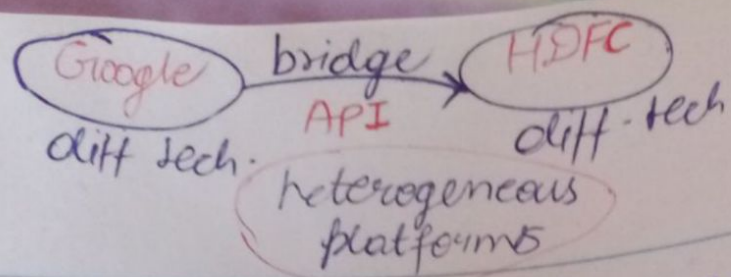 Google bridge HDFC
API
diff tech. diff. tech
heterogeneous
platforms